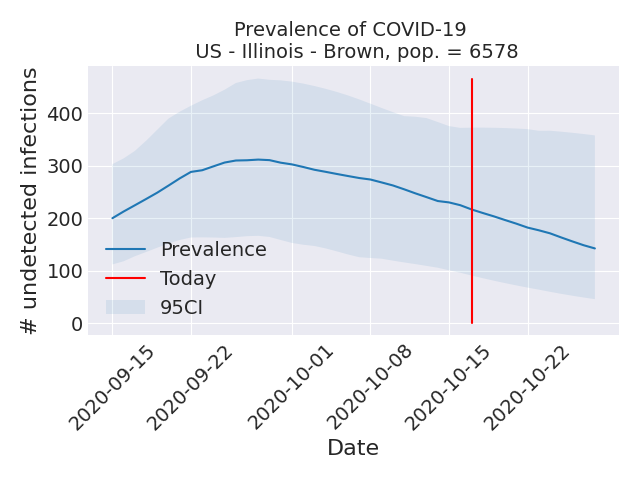 Prevalence of COVID-19
US - Illinois - Brown, pop. = 6578
# undetected infections
400
300
200
100
0
Prevalence
Today
95CI
2020-09-15
2020-09-22
2020-10-01
2020-10-08
2020-10-15
2020-10-22
Date